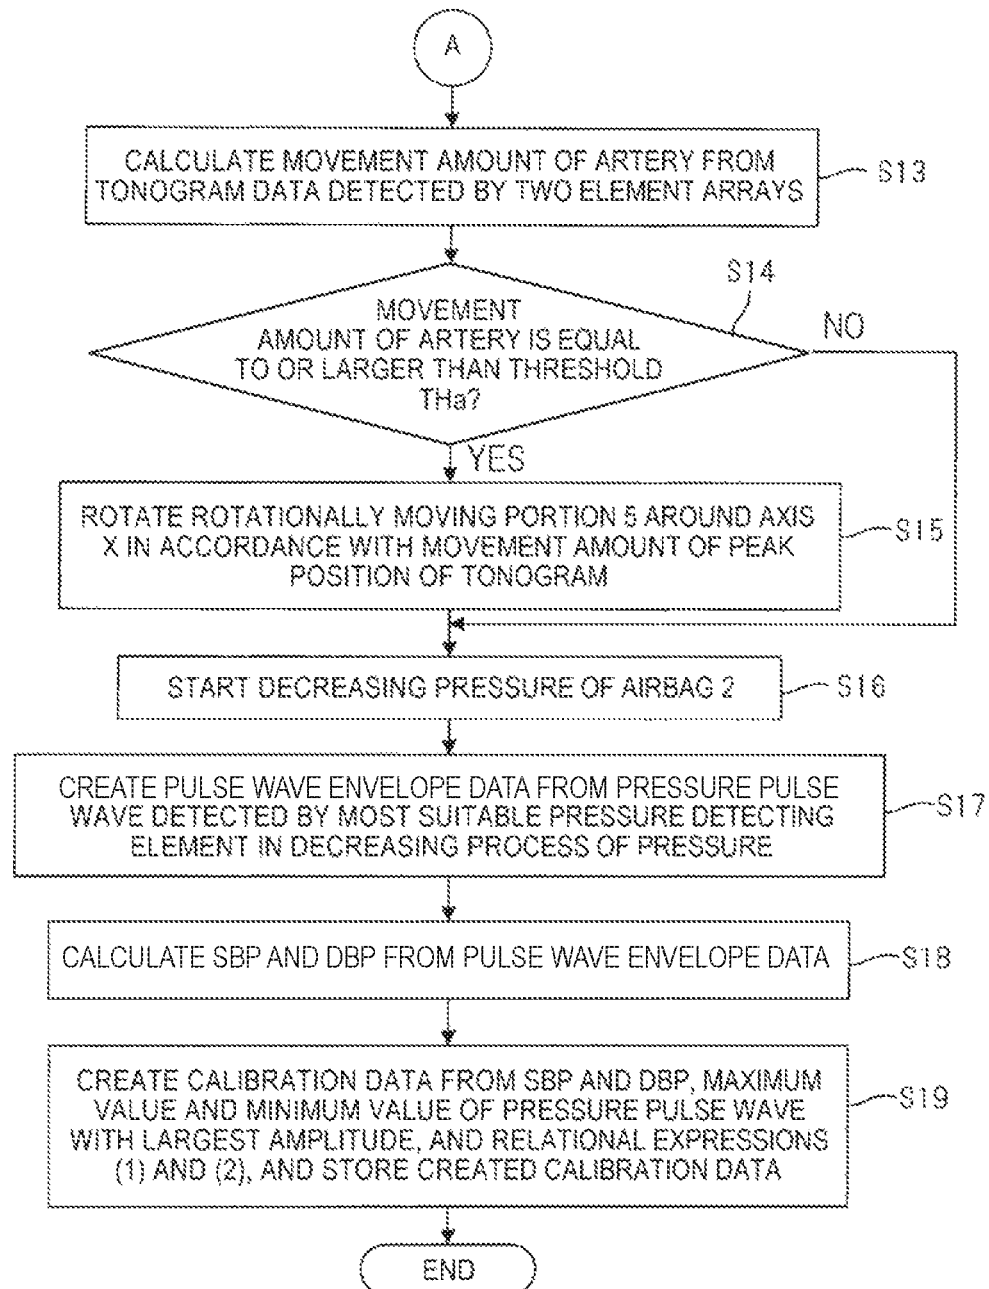 A
CALCULATE MOVEMENT AMOUNT OF ARTERY FROM
TONOGRAM DATA DETECTED BY TWO ELEMENT ARRAYS
S13
S14
MOVEMENT
AMOUNT OF ARTERY IS EQUAL
TO OR LARGER THAN THRESHOLD
THa?
NO
YES
ROTATE ROTATIONALLY MOVING PORTION 5 AROUND AXIS
X IN ACCORDANCE WITH MOVEMENT AMOUNT OF PEAK
POSITION OF TONOGRAM
S15
START DECREASING PRESSURE OF AIRBAG 2
S16
CREATE PULSE WAVE ENVELOPE DATA FROM PRESSURE PULSE
WAVE DETECTED BY MOST SUITABLE PRESSURE DETECTING
ELEMENT IN DECREASING PROCESS OF PRESSURE
S17
CALCULATE SBP AND DBP FROM PULSE WAVE ENVELOPE DATA
S18
CREATE CALIBRATION DATA FROM SBP AND DBP, MAXIMUM
VALUE AND MINIMUM VALUE OF PRESSURE PULSE WAVE
WITH LARGEST AMPLITUDE, AND RELATIONAL EXPRESSIONS
(1) AND (2), AND STORE CREATED CALIBRATION DATA
S19
END